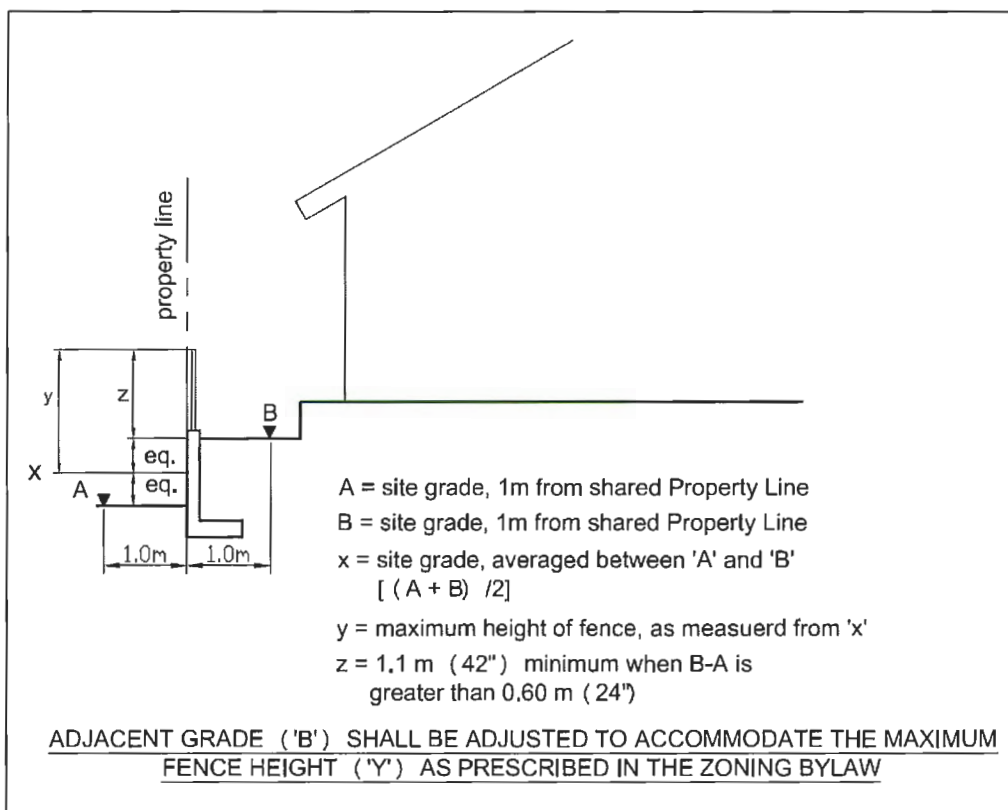 property line
y
z
B
eq.
X
eq.
A
1.0m
1.0m
A = site grade, 1m from shared Property Line
B = site grade, 1m from shared Property Line
x = site grade, averaged between 'A' and 'B'
[ ( A + B) /2]
y = maximum height of fence, as measuerd from 'x'
z = 1.1 m ( 42") minimum when B-A is
greater than 0.60 m ( 24")
ADJACENT GRADE ( 'B') SHALL BE ADJUSTED TO ACCOMMODATE THE MAXIMUM
FENCE HEIGHT ( 'Y') AS PRESCRIBED IN THE ZONING BYLAW